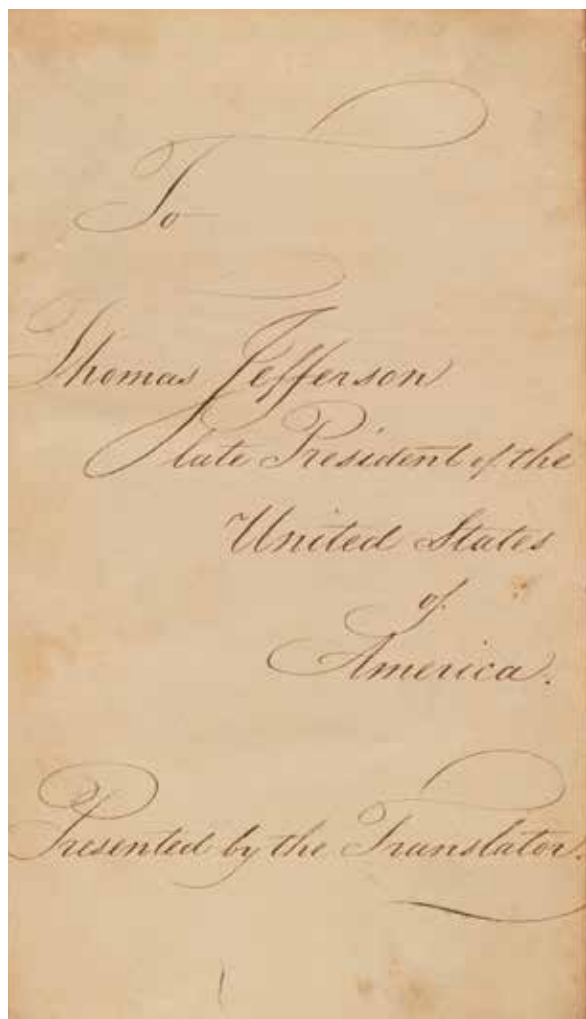 To
Thomas Jefferson
late President of the
United States
of
America.
Presented by the Translator.